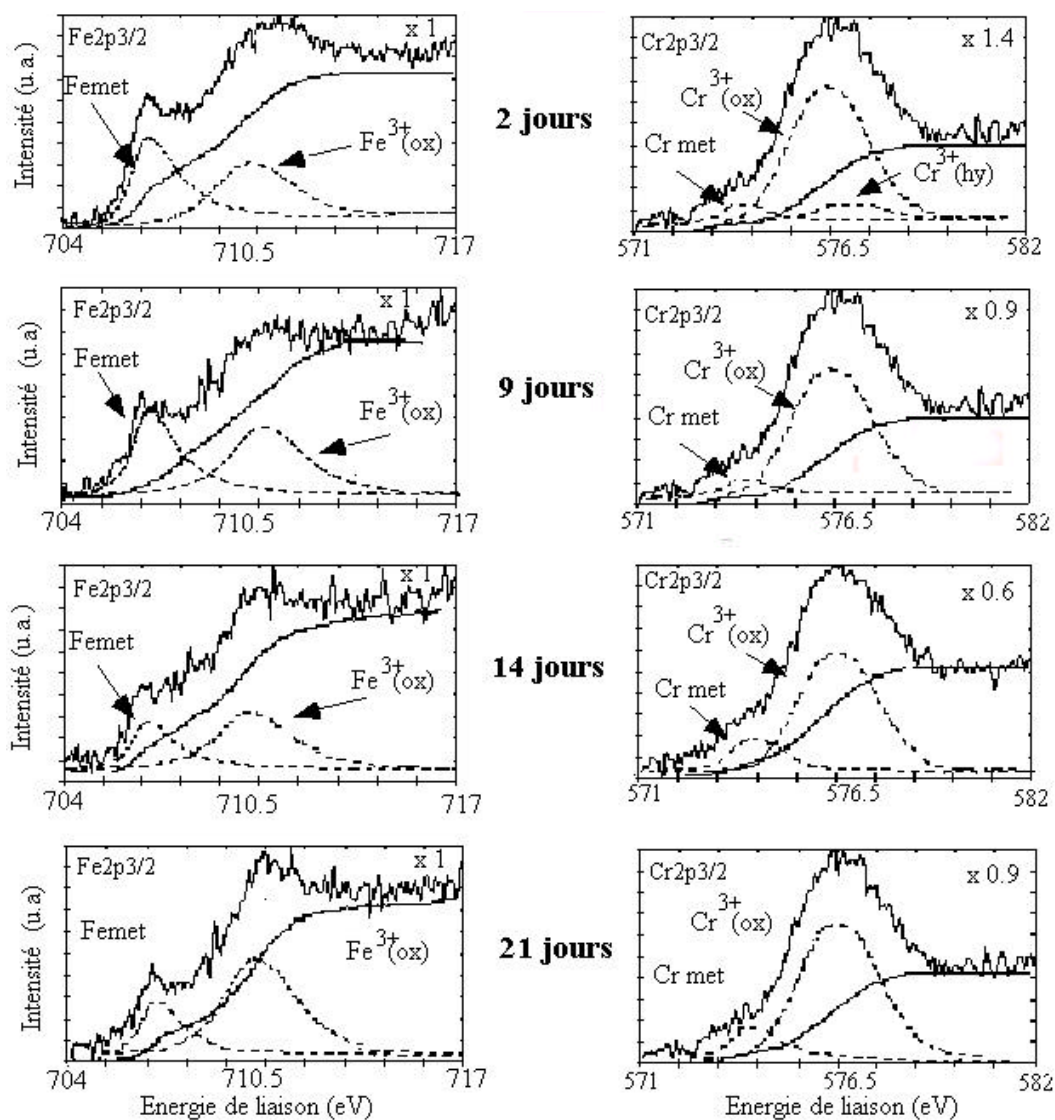 Fe2p3/2
x 1
Femet
Fe3+(ox)
Intensité (u.a.)
704
710.5
717
2 jours
Cr2p3/2
x 1.4
Cr3+(ox)
Cr met
Cr3+(hy)
571
576.5
582
Fe2p3/2
x 1
Femet
Fe3+(ox)
Intensité (u.a)
704
710.5
717
9 jours
Cr2p3/2
x 0.9
Cr3+(ox)
Cr met
571
576.5
582
Fe2p3/2
x 1
Femet
Fe3+(ox)
Intensité (u.a.)
704
710.5
717
14 jours
Cr2p3/2
x 0.6
Cr3+(ox)
Cr met
571
576.5
582
Fe2p3/2
x 1
Femet
Fe3+(ox)
Intensité (u.a)
704
710.5
717
Energie de liaison (eV)
21 jours
Cr2p3/2
x 0.9
Cr3+(ox)
Cr met
571
576.5
582
Energie de liaison (eV)